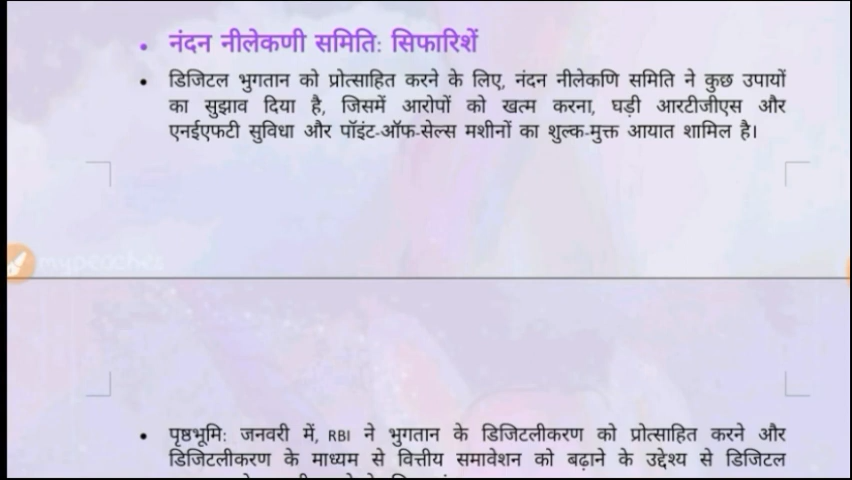 • नंदन नीलेकणी समिति: सिफारिशें
• डिजिटल भुगतान को प्रोत्साहित करने के लिए, नंदन नीलेकणि समिति ने कुछ उपायों
का सुझाव दिया है, जिसमें आरोपों को खत्म करना, घड़ी आरटीजीएस और
एनईएफटी सुविधा और पॉइंट-ऑफ-सेल्स मशीनों का शुल्क-मुक्त आयात शामिल है।
mypeaches
• पृष्ठभूमि: जनवरी में, RBI ने भुगतान के डिजिटलीकरण को प्रोत्साहित करने और
डिजिटलीकरण के माध्यम से वित्तीय समावेशन को बढ़ाने के उद्देश्य से डिजिटल